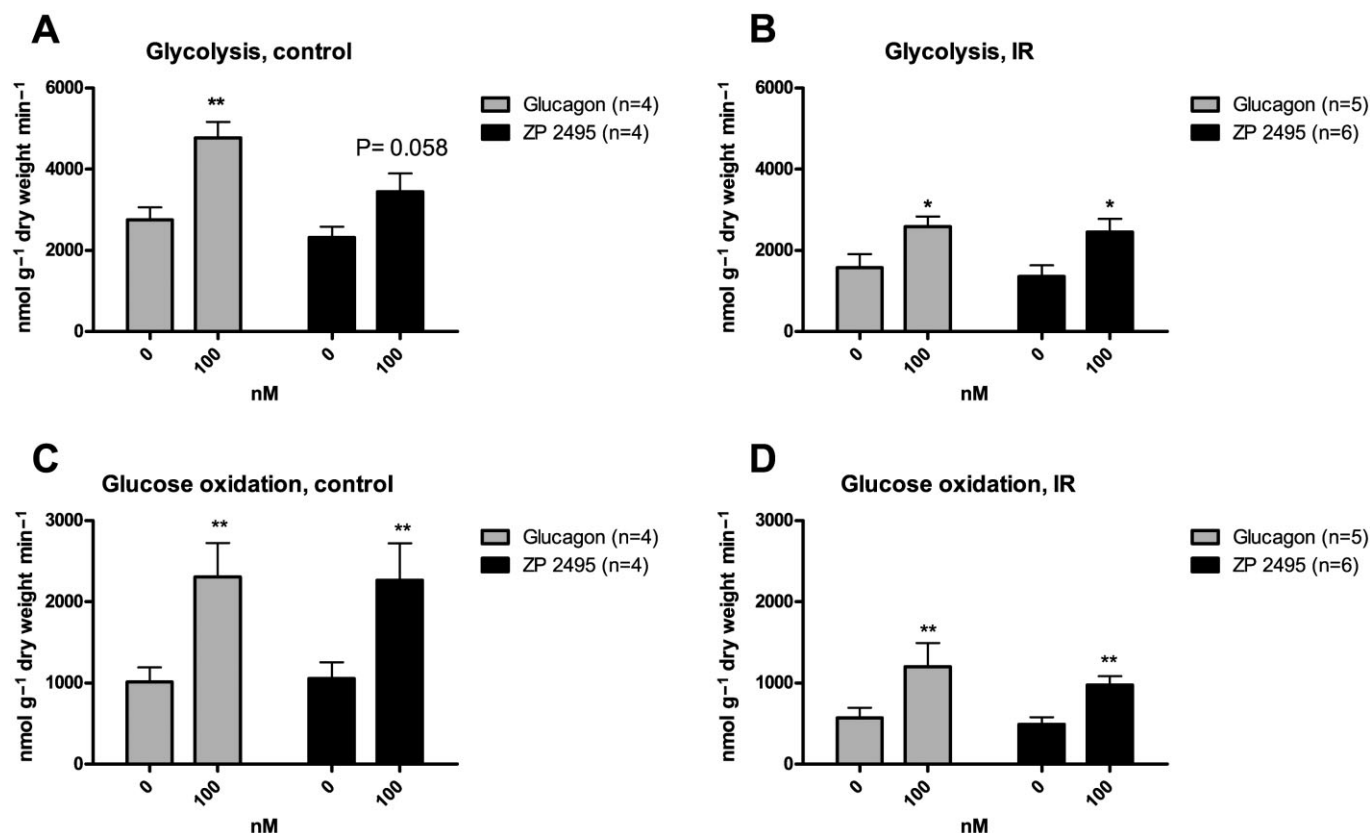 A
Glycolysis, control
6000
4000
2000
0
nmol g⁻¹ dry weight min⁻¹
**
P= 0.058
0
100
0
100
nM
Glucagon (n=4)
ZP 2495 (n=4)
B
Glycolysis, IR
6000
4000
2000
0
nmol g⁻¹ dry weight min⁻¹
*
*
0
100
0
100
nM
Glucagon (n=5)
ZP 2495 (n=6)
C
Glucose oxidation, control
3000
2000
1000
0
nmol g⁻¹ dry weight min⁻¹
**
**
0
100
0
100
nM
Glucagon (n=4)
ZP 2495 (n=4)
D
Glucose oxidation, IR
3000
2000
1000
0
nmol g⁻¹ dry weight min⁻¹
**
**
0
100
0
100
nM
Glucagon (n=5)
ZP 2495 (n=6)